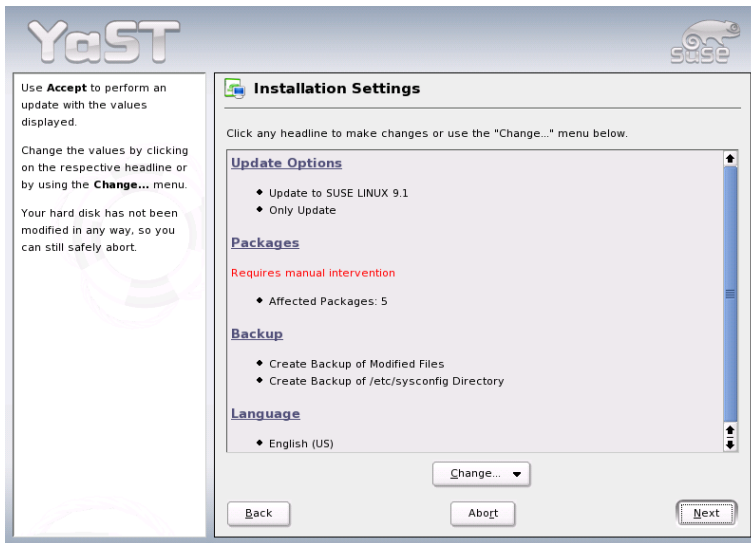 YaST
SUSE
Use Accept to perform an
update with the values
displayed.
Change the values by clicking
on the respective headline or
by using the Change... menu.
Your hard disk has not been
modified in any way, so you
can still safely abort.
Installation Settings
Click any headline to make changes or use the "Change..." menu below.
Update Options
Update to SUSE LINUX 9.1
Only Update
Packages
Requires manual intervention
Affected Packages: 5
Backup
Create Backup of Modified Files
Create Backup of /etc/sysconfig Directory
Language
English (US)
Change...
Back
Abort
Next